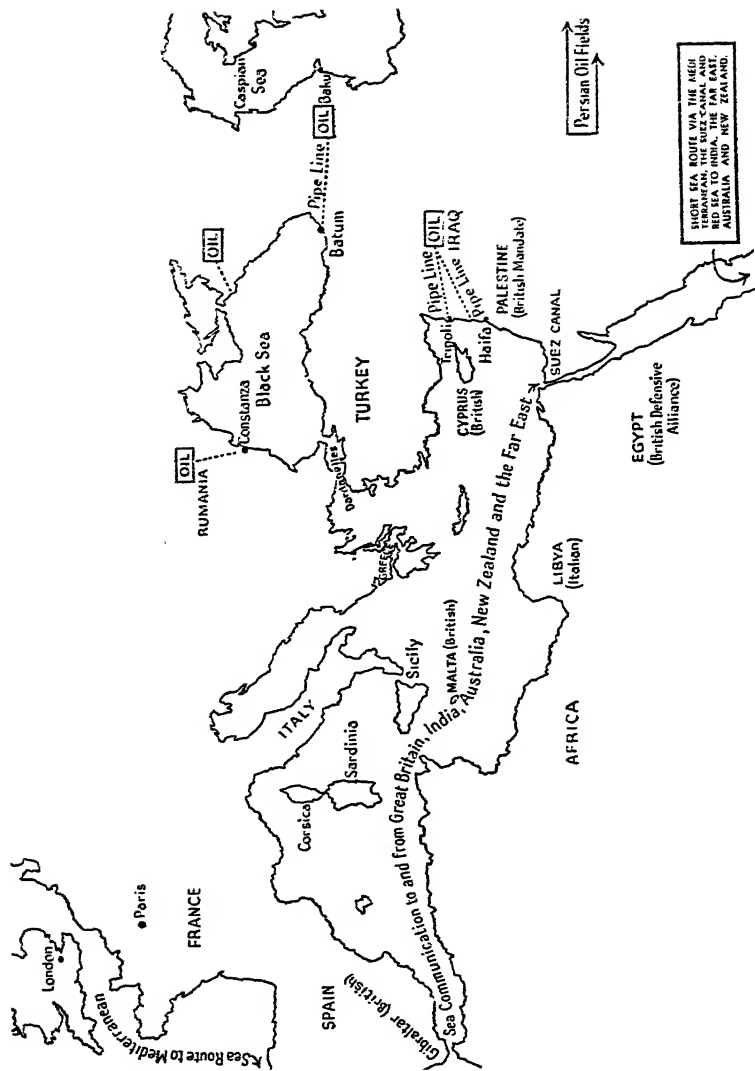 London
Sea Route to Mediterranean
Paris
FRANCE
SPAIN
Gibraltar (British)
Corsica
Sardinia
ITALY
Sicily
MALTA (British)
Sea Communication to and from Great Britain, India, Australia, New Zealand and the Far East
AFRICA
LIBYA
(Italian)
EGYPT
(British Defensive
Alliance)
GREECE
Dardanelles
RUMANIA
OIL
Constanza
Black Sea
TURKEY
CYPRUS
(British)
OIL
Batum
Pipe Line
OIL
Baku
Caspian
Sea
Tripoli
Pipe Line
OIL
Pipe Line
IRAQ
Haifa
PALESTINE
(British Mandate)
SUEZ CANAL
Persian Oil Fields
SHORT SEA ROUTE VIA THE MEDI
TERRANEAN, THE SUEZ CANAL AND
RED SEA TO INDIA, THE FAR EAST,
AUSTRALIA AND NEW ZEALAND.